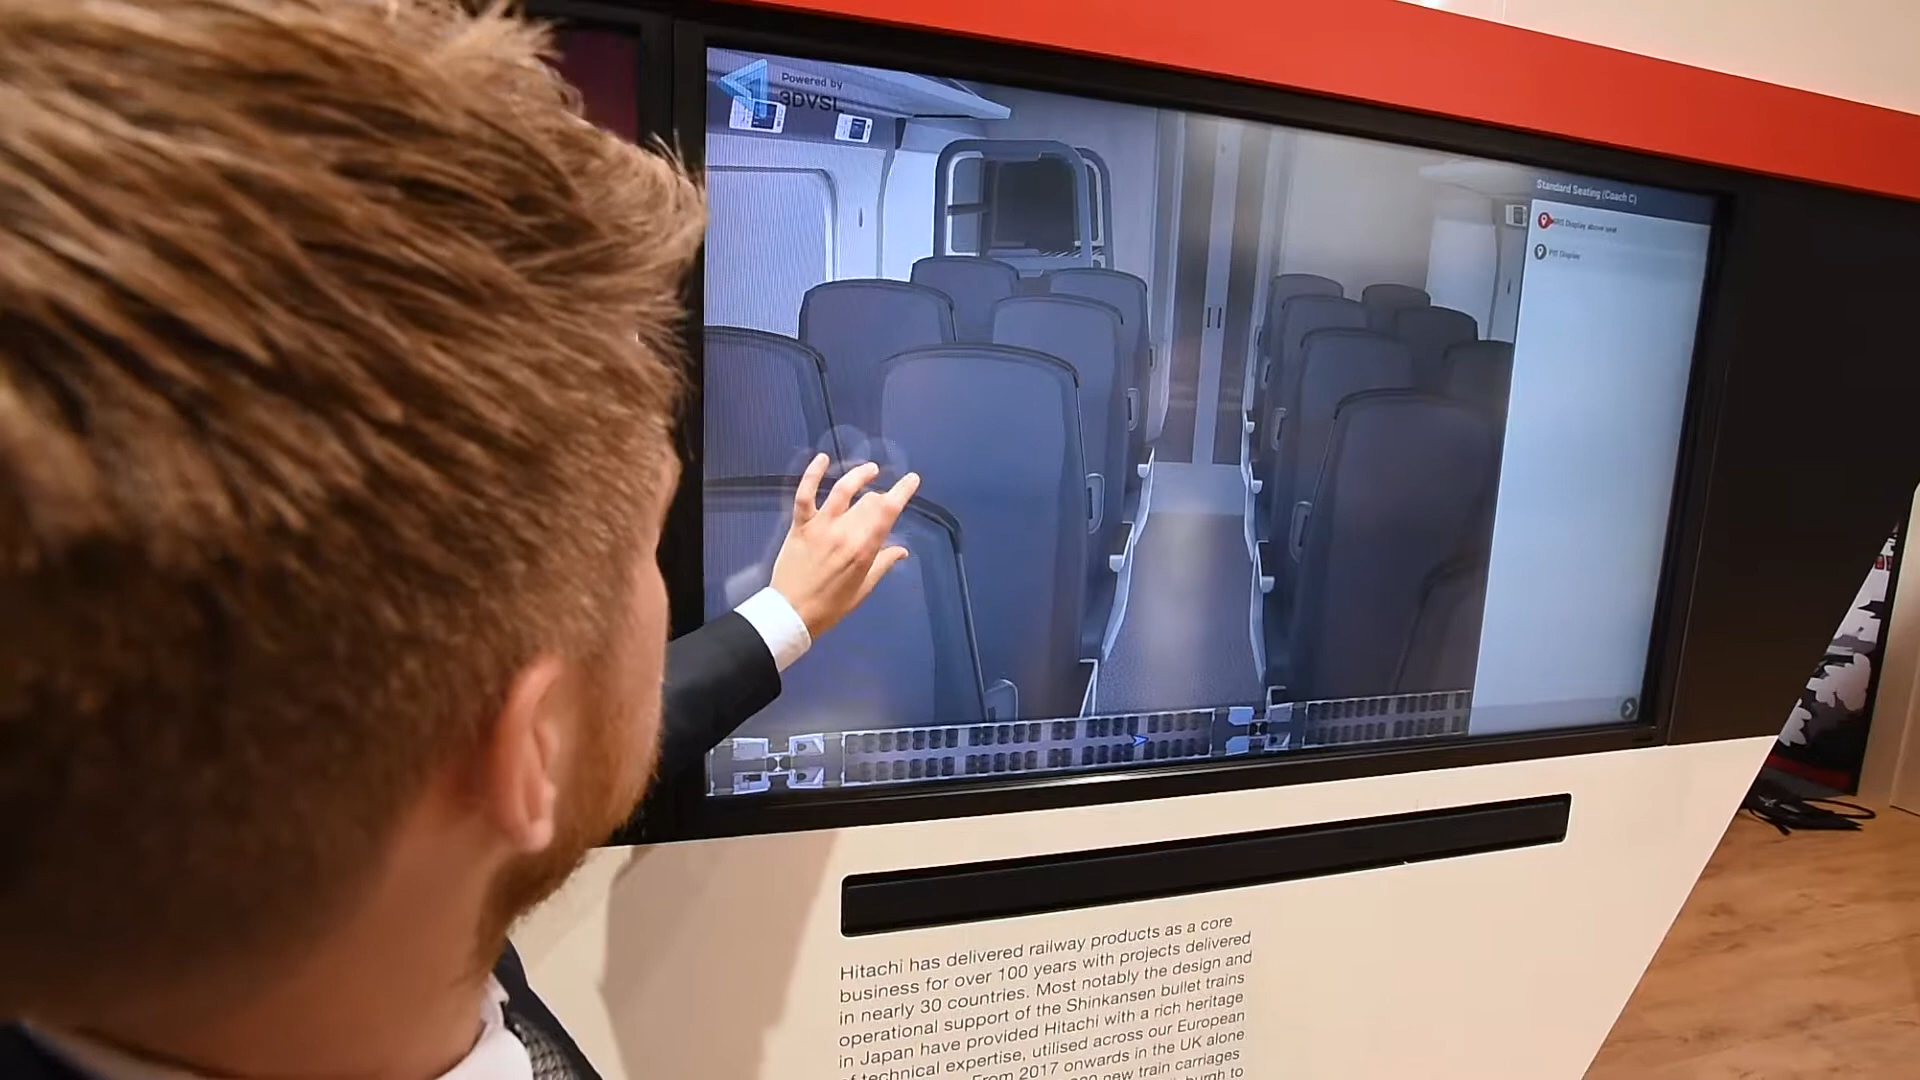 Powered by
3DVSL
Standard Seating (Coach C)
Display above seat
PIS Display
Hitachi has delivered railway products as a core
business for over 100 years with projects delivered
in nearly 30 countries. Most notably the design and
operational support of the Shinkansen bullet trains
in Japan have provided Hitachi with a rich heritage
of technical expertise, utilised across our European
From 2017 onwards in the UK alone
new train carriages